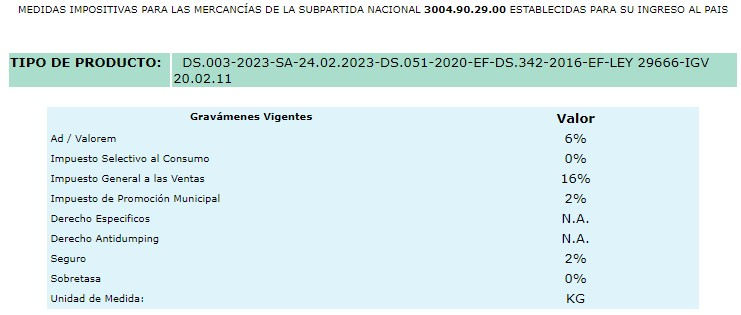 MEDIDAS IMPOSITIVAS PARA LAS MERCANCÍAS DE LA SUBPARTIDA NACIONAL 3004.90.29.00 ESTABLECIDAS PARA SU INGRESO AL PAIS
TIPO DE PRODUCTO: DS.003-2023-SA-24.02.2023-DS.051-2020-EF-DS.342-2016-EF-LEY 29666-IGV
20.02.11
Gravámenes Vigentes Valor
Ad / Valorem 6%
Impuesto Selectivo al Consumo 0%
Impuesto General a las Ventas 16%
Impuesto de Promoción Municipal 2%
Derecho Especificos N.A.
Derecho Antidumping N.A.
Seguro 2%
Sobretasa 0%
Unidad de Medida: KG